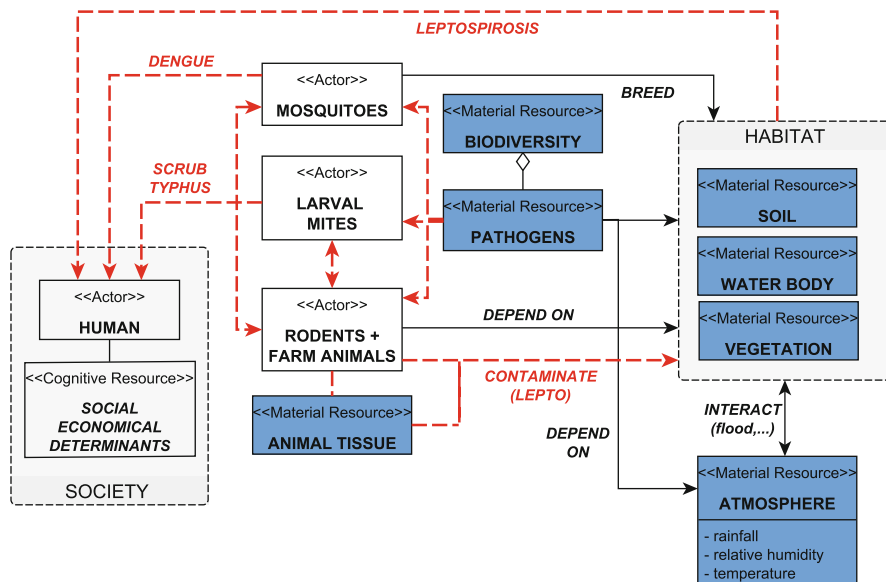 LEPTOSPIROSIS
DENGUE
<<Actor>>
MOSQUITOES
BREED
<<Material Resource>>
BIODIVERSITY
HABITAT
SCRUB
TYPHUS
<<Actor>>
LARVAL
MITES
<<Material Resource>>
PATHOGENS
<<Material Resource>>
SOIL
<<Material Resource>>
WATER BODY
<<Material Resource>>
VEGETATION
<<Actor>>
HUMAN
<<Actor>>
RODENTS +
FARM ANIMALS
DEPEND ON
CONTAMINATE
(LEPTO)
<<Cognitive Resource>>
SOCIAL
ECONOMICAL
DETERMINANTS
SOCIETY
<<Material Resource>>
ANIMAL TISSUE
DEPEND
ON
INTERACT
(flood,...)
<<Material Resource>>
ATMOSPHERE
- rainfall
- relative humidity
- temperature